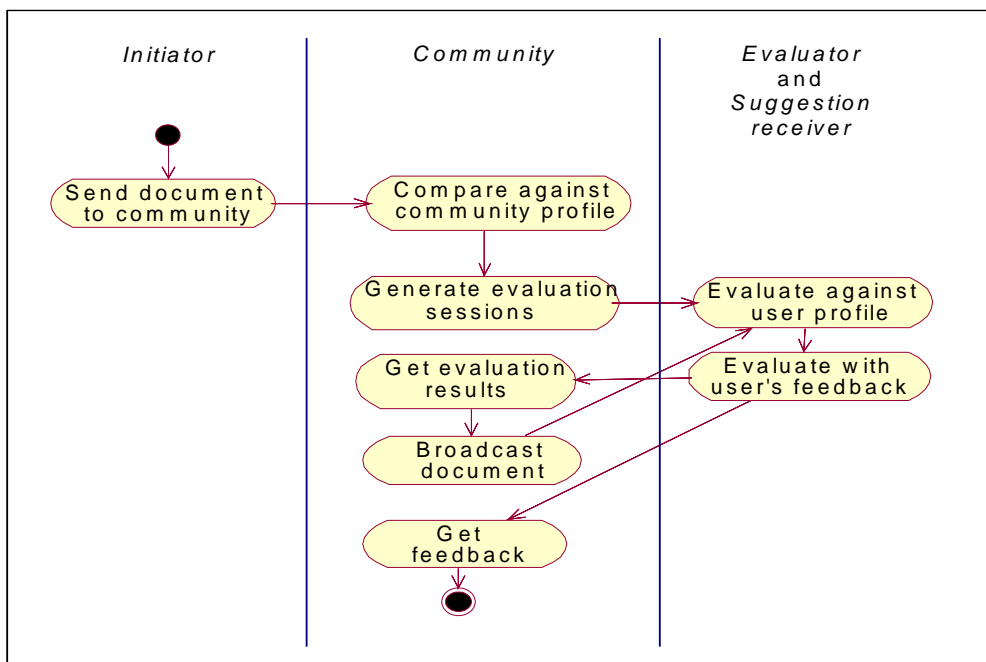 Initiator
Community
Evaluator
and
Suggestion
receiver
Send document
to community
Compare against
community profile
Generate evaluation
sessions
Evaluate against
user profile
Get evaluation
results
Evaluate with
user's feedback
Broadcast
document
Get
feedback